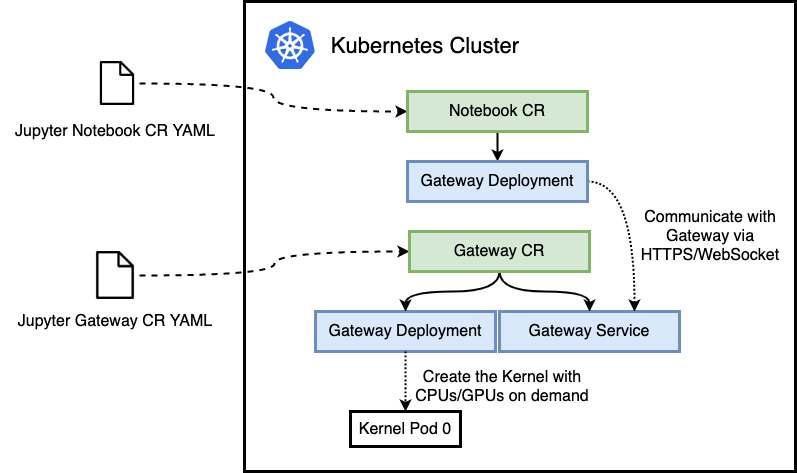 Kubernetes Cluster
Jupyter Notebook CR YAML
Notebook CR
Gateway Deployment
Communicate with
Gateway via
HTTPS/WebSocket
Gateway CR
Jupyter Gateway CR YAML
Gateway Deployment
Gateway Service
Create the Kernel with
CPUs/GPUs on demand
Kernel Pod 0